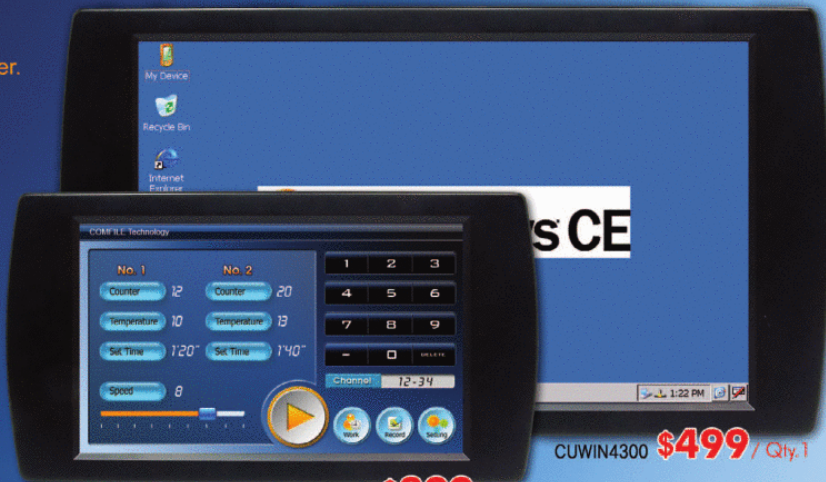 er.
My Device
Recycle Bin
Internet
Explorer
s CE
COMFILE Technology
No. 1
No. 2
Counter 12
Counter 20
Temperature 10
Temperature 13
Set Time 1'20"
Set Time 1'40"
Speed 8
1 2 3
4 5 6
7 8 9
- 0 DELETE
Channel 12-34
Work
Record
Setting
1:22 PM
CUWIN4300 $499 / Qty.1